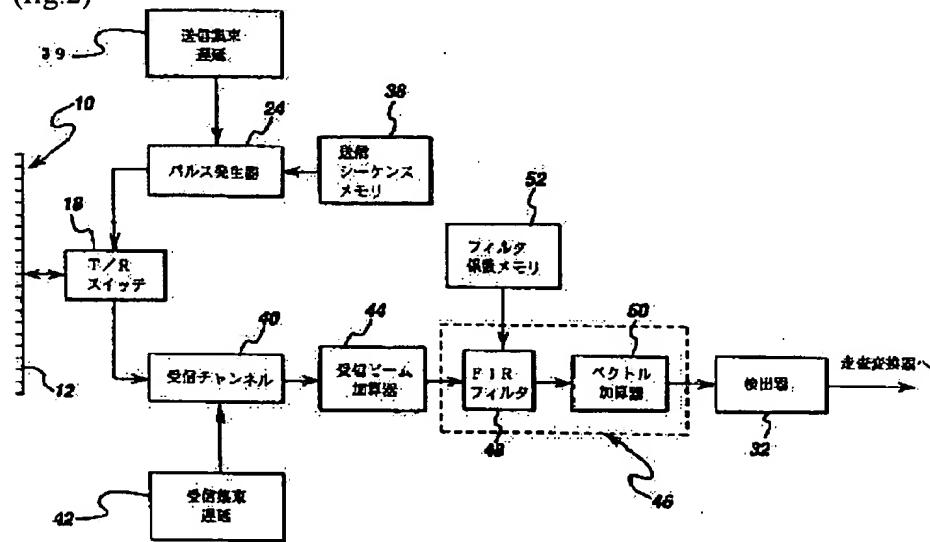 (fig.2)
39
送信集束
遅延
10
24
38
パルス発生器
送信
シーケンス
メモリ
18
T/R
スイッチ
52
フィルタ
係数メモリ
40
44
50
受信チャンネル
受信ビーム
加算器
FIR
フィルタ
ベクトル
加算器
検出器
走査変換器へ
12
48
32
46
42
受信集束
遅延